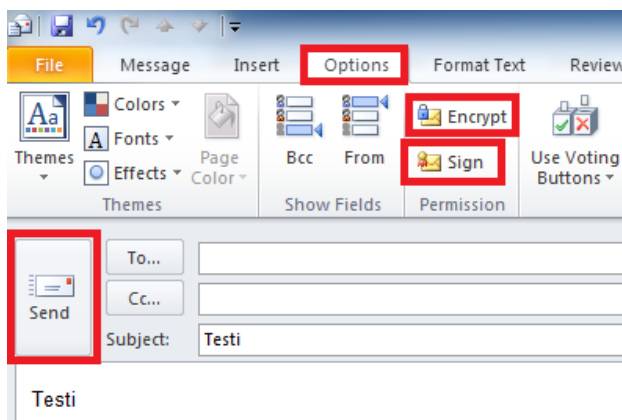 File Message Insert Options Format Text Review
Aa Colors Encrypt
A Fonts
Themes Effects Page Color Bcc From Sign Use Voting Buttons
Themes Show Fields Permission
To...
Send Cc...
Subject: Testi
Testi